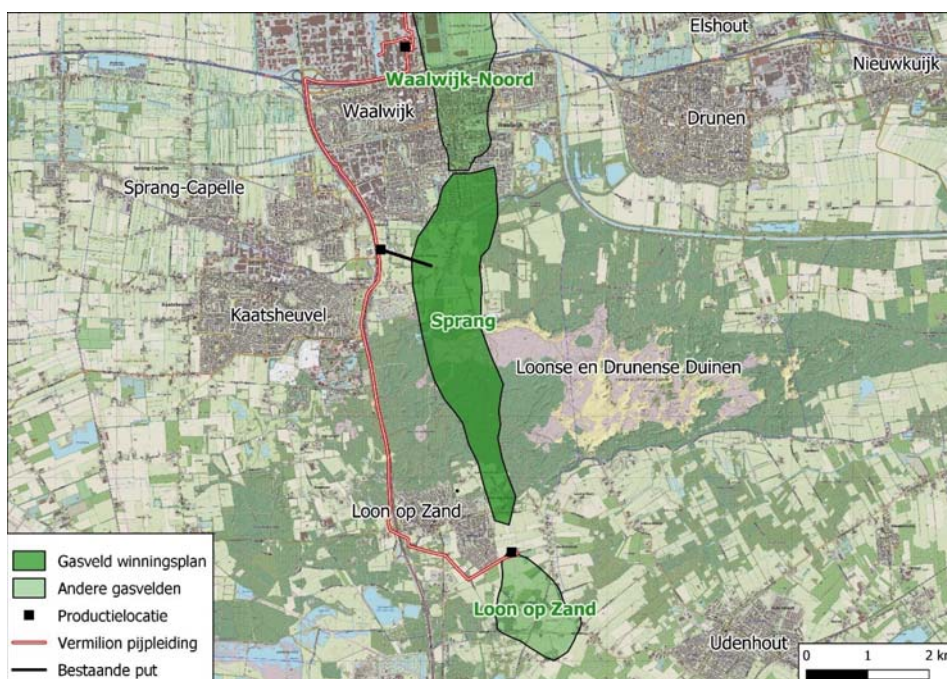 Elshout
Nieuwkuijk
Waalwijk-Noord
Waalwijk
Drunen
Sprang-Capelle
Kaatsheuvel
Sprang
Loonse en Drunense Duinen
Loon op Zand
Loon op Zand
Udenhout
Gasveld winningsplan
Andere gasvelden
Productielocatie
Vermilion pijpleiding
Bestaande put
0 1 2 km